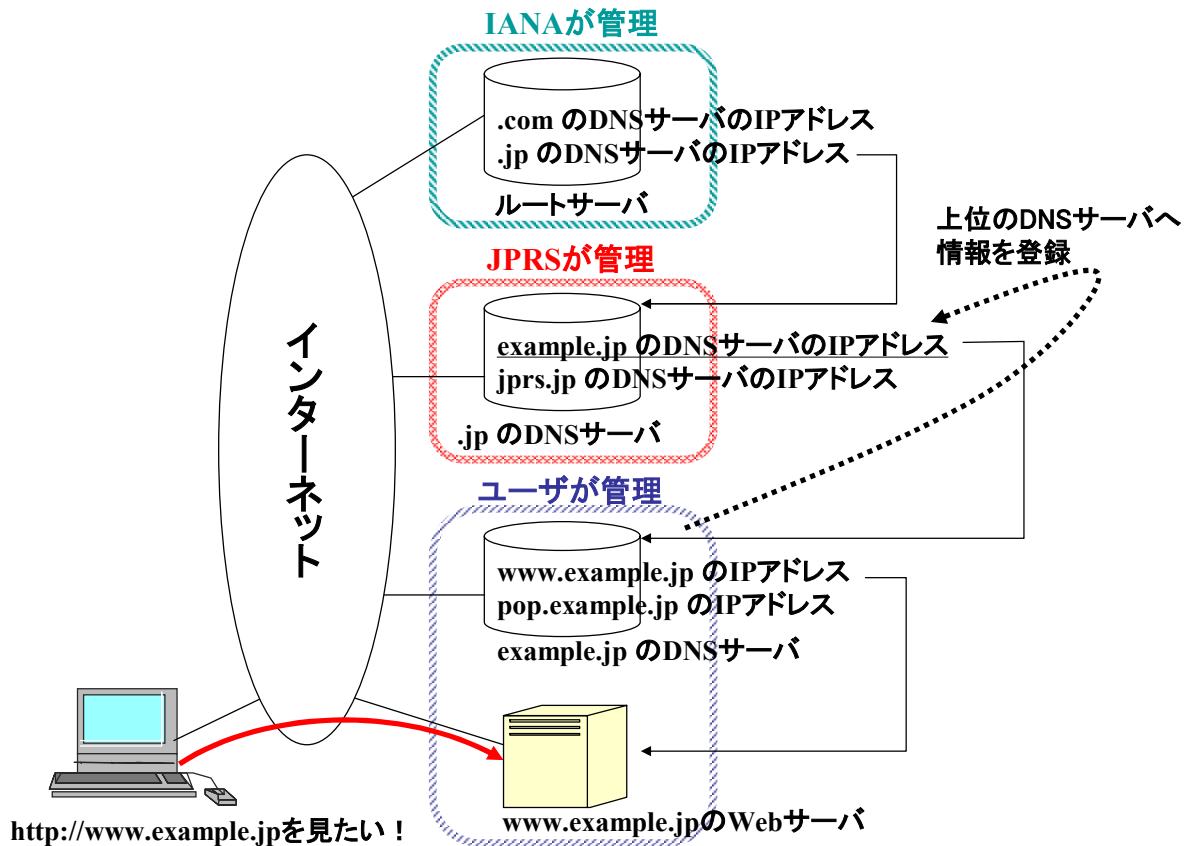 IANAが管理
.com のDNSサーバのIPアドレス
.jp のDNSサーバのIPアドレス
ルートサーバ
上位のDNSサーバへ
情報を登録
JPRSが管理
example.jp のDNSサーバのIPアドレス
jprs.jp のDNSサーバのIPアドレス
.jp のDNSサーバ
インターネット
ユーザが管理
www.example.jp のIPアドレス
pop.example.jp のIPアドレス
example.jp のDNSサーバ
www.example.jpのWebサーバ
http://www.example.jpを見たい！